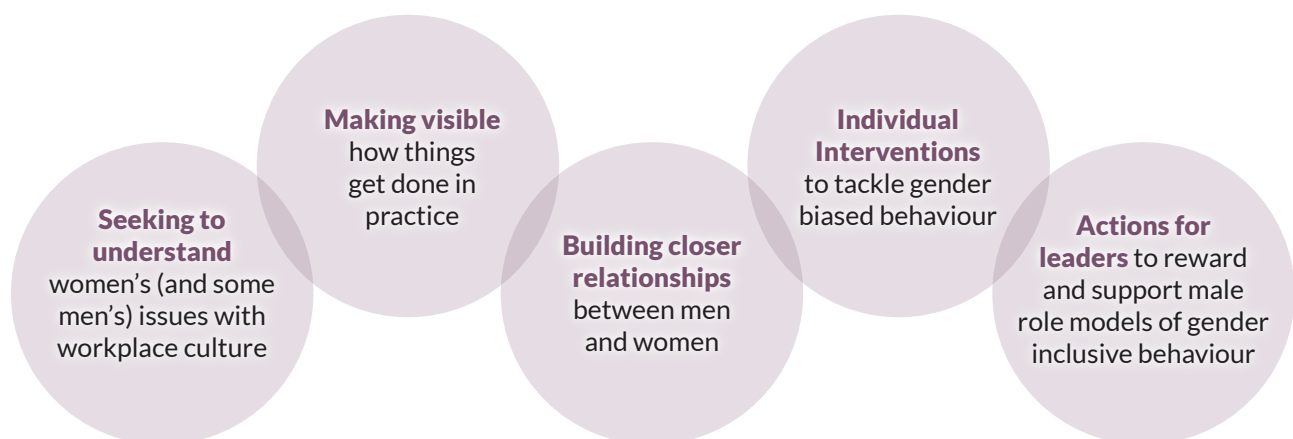 Seeking to
understand
women’s (and some
men’s) issues with
workplace culture
Making visible
how things
get done in
practice
Building closer
relationships
between men
and women
Individual
Interventions
to tackle gender
biased behaviour
Actions for
leaders to reward
and support male
role models of gender
inclusive behaviour